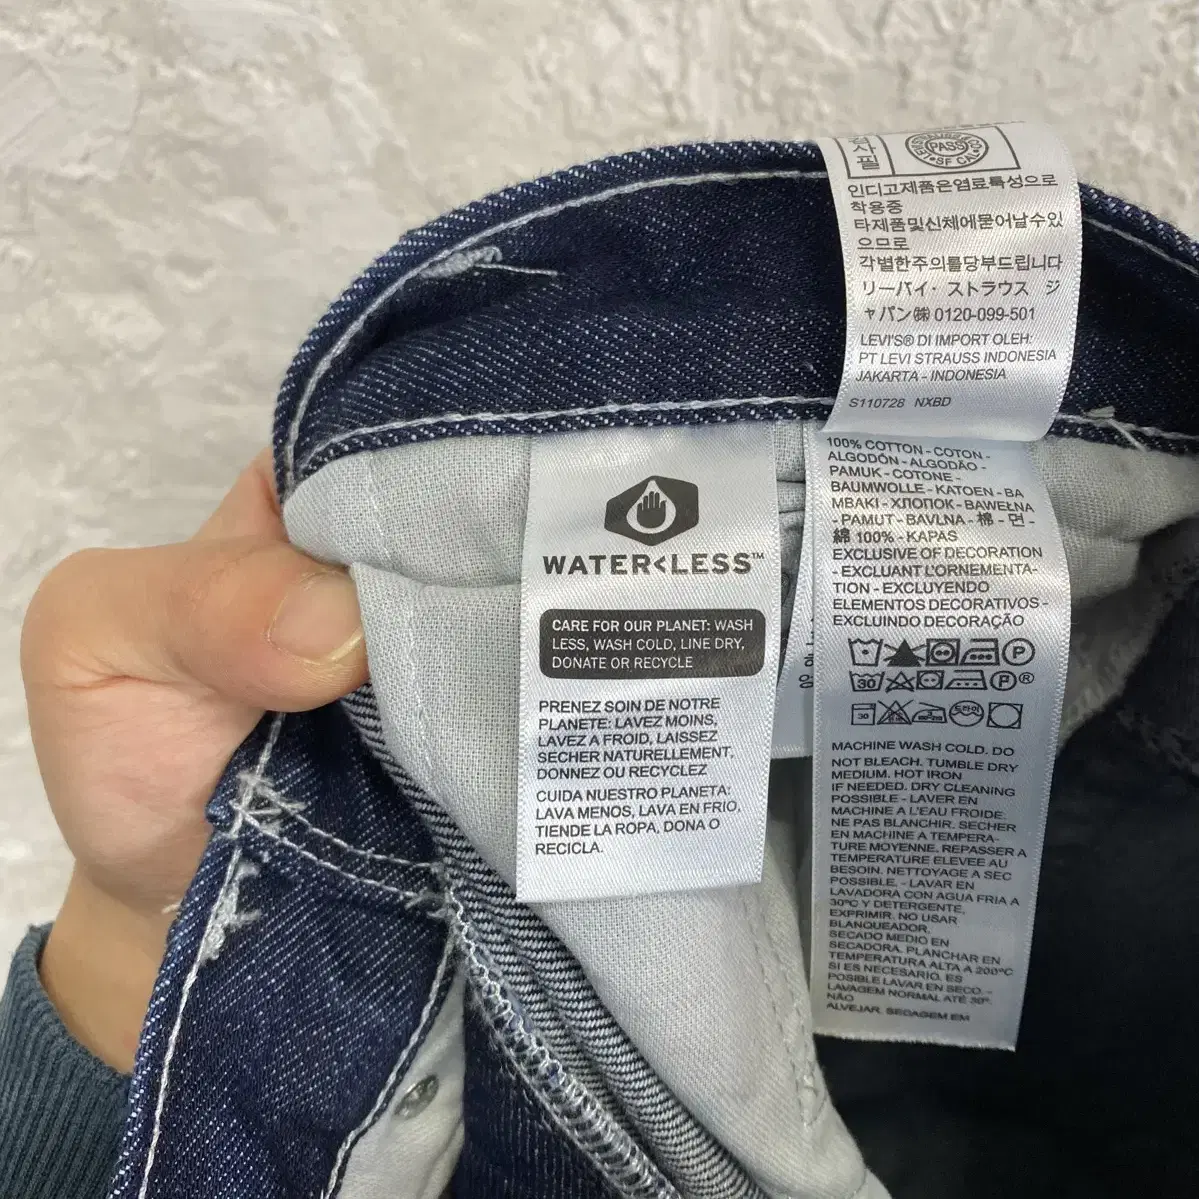 사
필
PASS
SF CAL
인디고제품은염료특성으로
착용중
타제품및신체에묻어날수있
으므로
각별한주의를당부드립니다
リーバイ・ストラウス ジ
ャパン㈱ 0120-099-501
LEVI'S® DI IMPORT OLEH:
PT LEVI STRAUSS INDONESIA
JAKARTA - INDONESIA
S110728 NXBD
WATER<LESS™
CARE FOR OUR PLANET: WASH
LESS, WASH COLD, LINE DRY,
DONATE OR RECYCLE
PRENEZ SOIN DE NOTRE
PLANETE: LAVEZ MOINS,
LAVEZ A FROID, LAISSEZ
SECHER NATURELLEMENT.
DONNEZ OU RECYCLEZ
CUIDA NUESTRO PLANETA:
LAVA MENOS, LAVA EN FRIO,
TIENDE LA ROPA, DONA O
RECICLA.
100% COTTON - COTON -
ALGODÓN - ALGODÃO -
PAMUK - COTONE -
BAUMWOLLE - KATOEN - BA
MBAKI - ХЛОПОК - BAWEŁNA
- PAMUT - BAVLNA - 棉 - 면 -
綿 100% - KAPAS
EXCLUSIVE OF DECORATION
- EXCLUANT L'ORNEMENTA-
TION - EXCLUYENDO
ELEMENTOS DECORATIVOS -
EXCLUINDO DECORAÇÃO
P
30 P®
30 드라이
MACHINE WASH COLD. DO
NOT BLEACH. TUMBLE DRY
MEDIUM. HOT IRON
IF NEEDED. DRY CLEANING
POSSIBLE - LAVER EN
MACHINE A L'EAU FROIDE.
NE PAS BLANCHIR. SECHER
EN MACHINE A TEMPERA-
TURE MOYENNE. REPASSER A
TEMPERATURE ELEVEE AU
BESOIN. NETTOYAGE A SEC
POSSIBLE. - LAVAR EN
LAVADORA CON AGUA FRIA A
30ºC Y DETERGENTE,
EXPRIMIR. NO USAR
BLANQUEADOR,
SECADO MEDIO EN
SECADORA. PLANCHAR EN
TEMPERATURA ALTA A 200ºC
SI ES NECESARIO, ES
POSIBLE LAVAR EN SECO. -
LAVAGEM NORMAL ATÉ 30º.
NÃO
ALVEJAR. SECAGEM EM